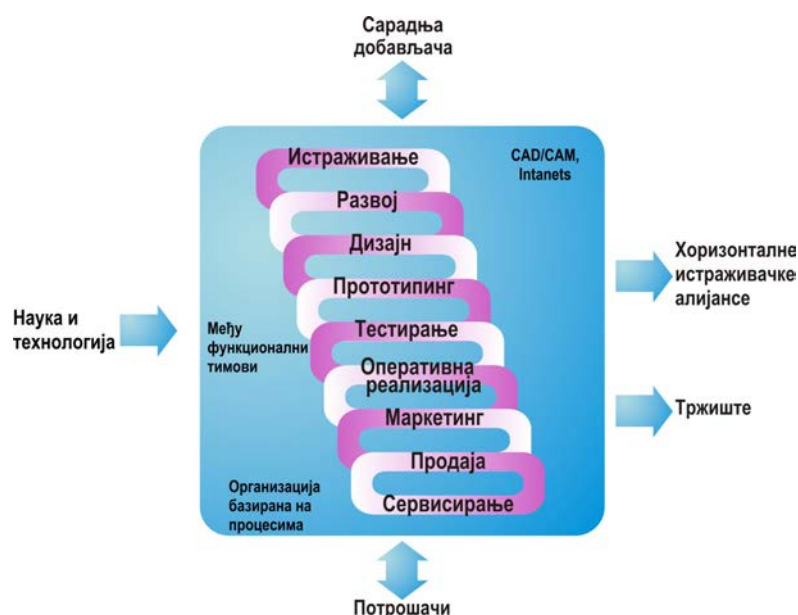 Сарадња
добављача
Истраживање
CAD/CAM,
Intanets
Развој
Дизајн
Хоризонталне
истраживачке
алијансе
Прототипинг
Наука и
технологија
Међу
функционални
тимови
Тестирање
Оперативна
реализација
Маркетинг
Тржиште
Продаја
Организација
базирана на
процесима
Сервисирање
Потрошачи